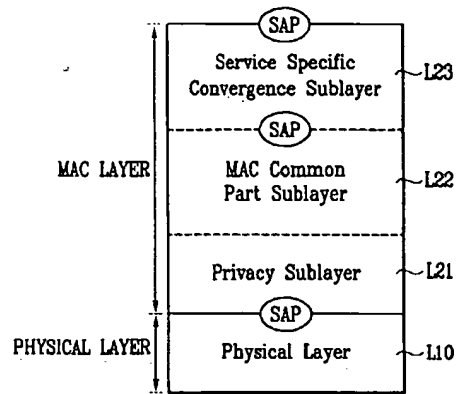 SAP
Service Specific
Convergence Sublayer
L23
SAP
MAC LAYER
MAC Common
Part Sublayer
L22
Privacy Sublayer
L21
SAP
PHYSICAL LAYER
Physical Layer
L10